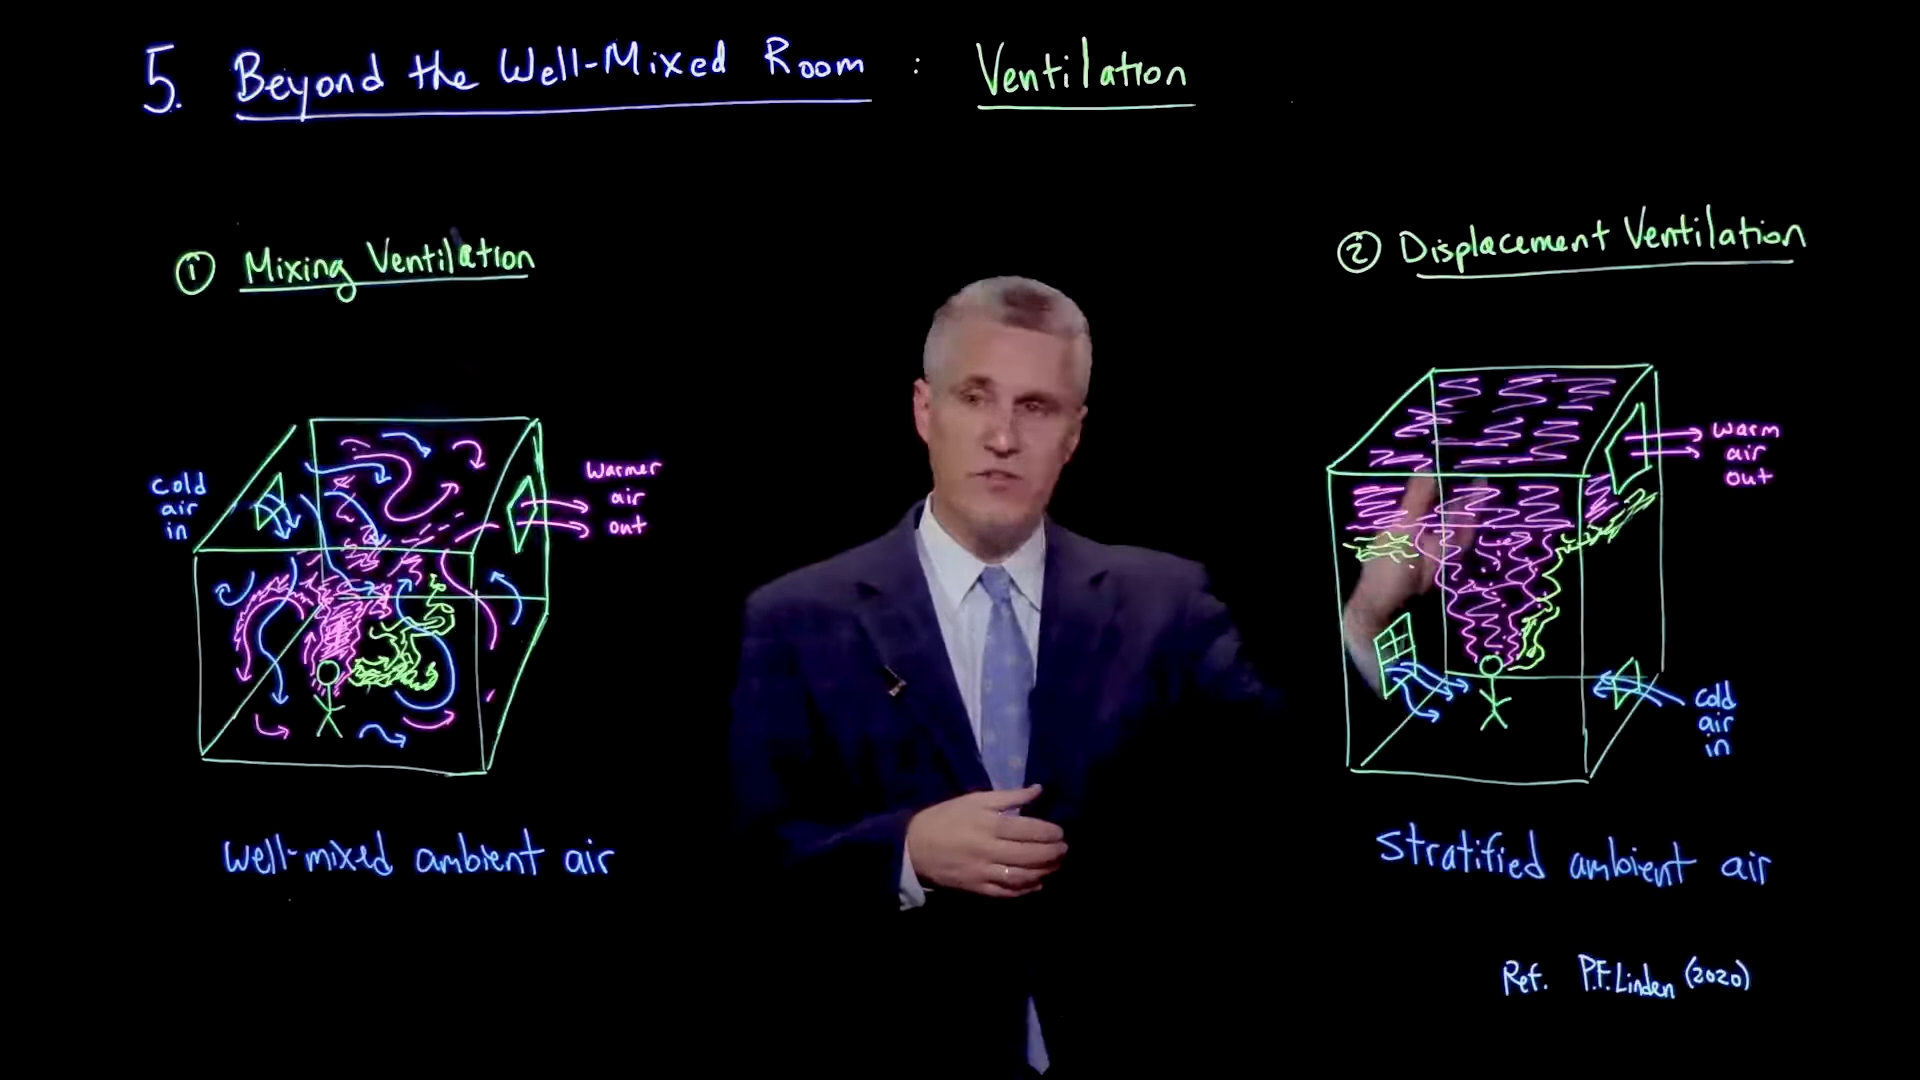 5. Beyond the Well-Mixed Room : Ventilation
① Mixing Ventilation
cold
air
in
Warmer
air
out
well-mixed ambient air
② Displacement Ventilation
warm
air
out
cold
air
in
stratified ambient air
Ref. P.F. Linden (2020)